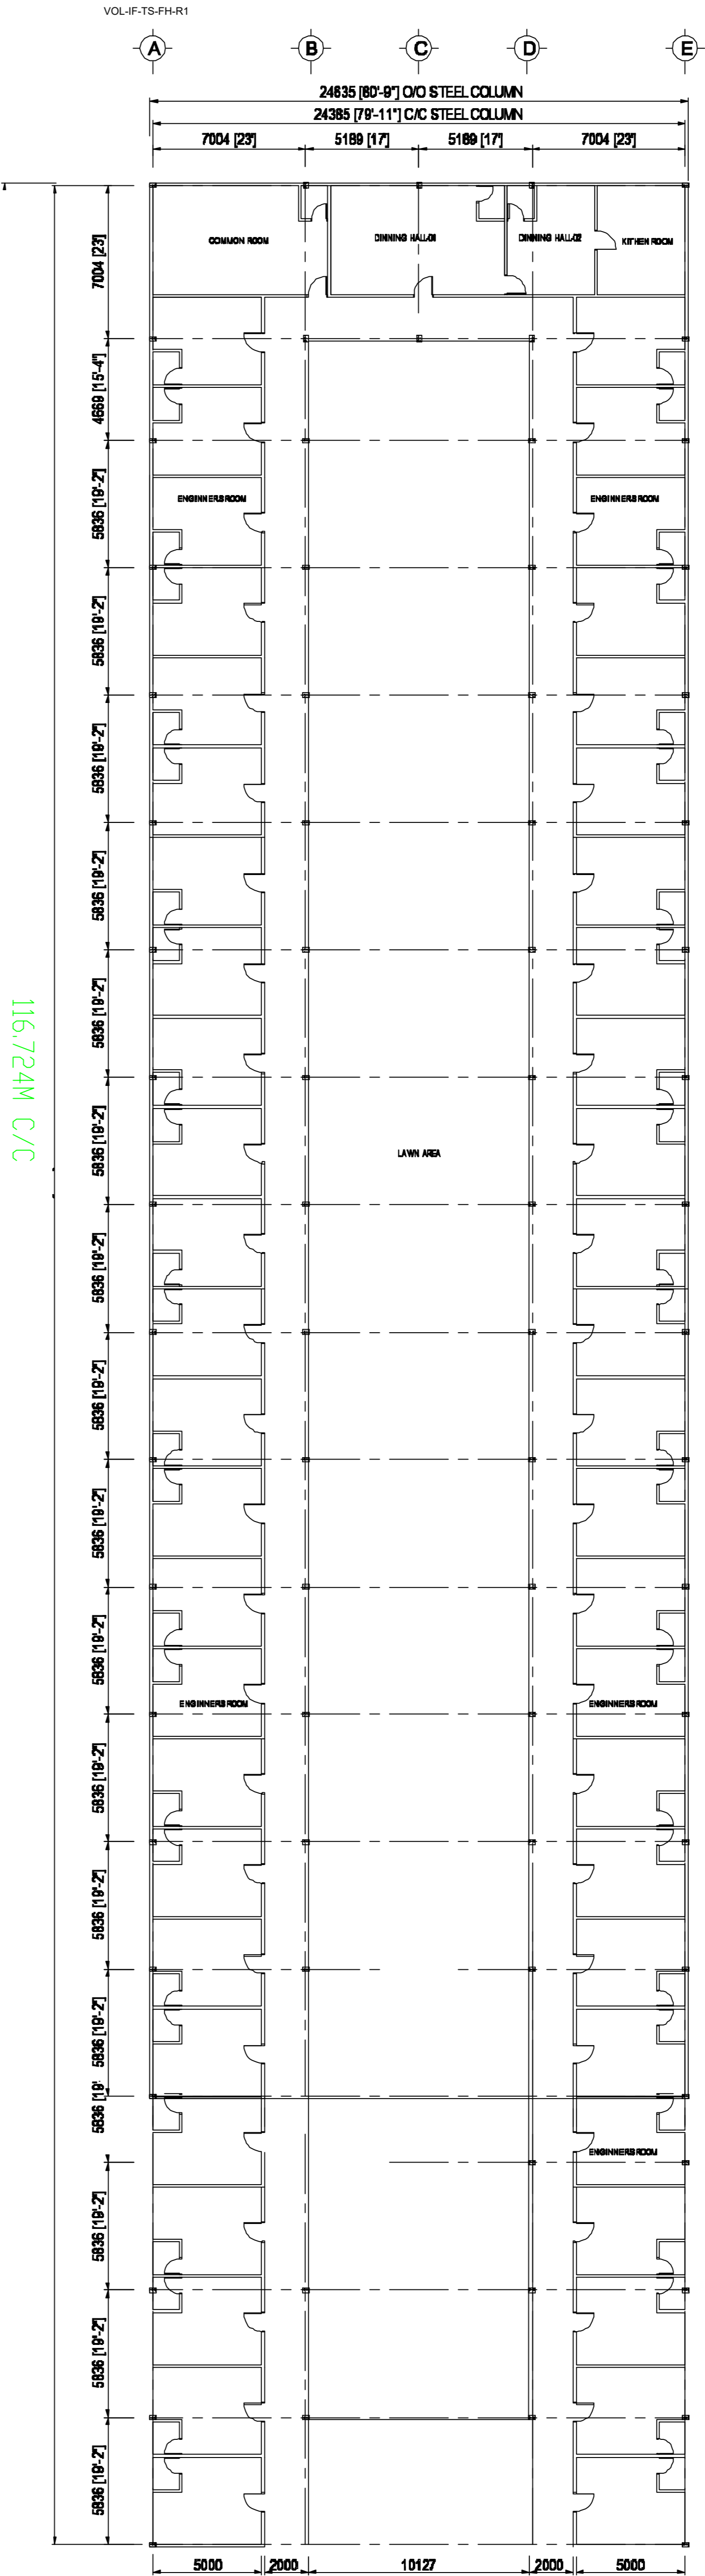 VOL-IF-TS-FH-R1
A B C D E
24635 [80'-9"] O/O STEEL COLUMN
24385 [79'-11"] C/C STEEL COLUMN
7004 [23'] 5189 [17'] 5189 [17'] 7004 [23']
7004 [23']
COMMON ROOM DINNING HALL-01 DINNING HALL-02 KITHEN ROOM
4669 [15'-4"]
5836 [19'-2"]
ENGINNERS ROOM ENGINNERS ROOM
5836 [19'-2"]
5836 [19'-2"]
5836 [19'-2"]
5836 [19'-2"]
116.724M C/C
5836 [19'-2"]
LAWN AREA
5836 [19'-2"]
5836 [19'-2"]
5836 [19'-2"]
5836 [19'-2"]
ENGINNERS ROOM ENGINNERS ROOM
5836 [19'-2"]
5836 [19'-2"]
5836 [19'-2"]
5836 [19'
ENGINNERS ROOM
5836 [19'-2"]
5836 [19'-2"]
5836 [19'-2"]
5000 2000 10127 2000 5000